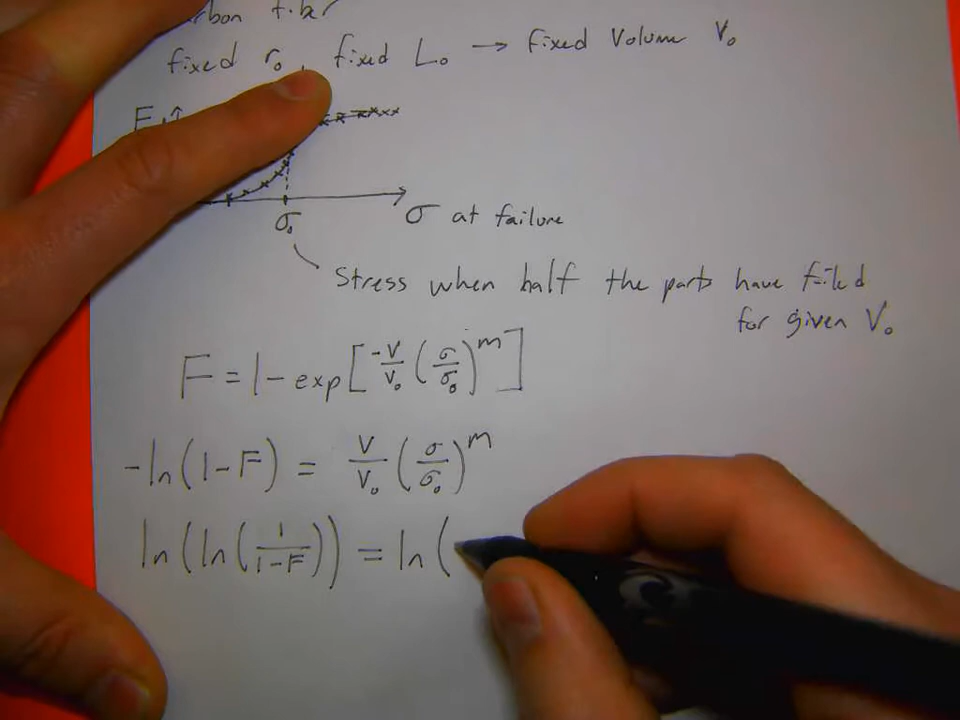 fixed r₀, fixed L₀ → fixed Volume V₀
F
σ₀
σ at failure
Stress when half the parts have failed
for given V₀
F = 1 - exp[-V/V₀ (σ/σ₀)^m]
-ln(1-F) = V/V₀ (σ/σ₀)^m
ln(ln(1/(1-F))) = ln(